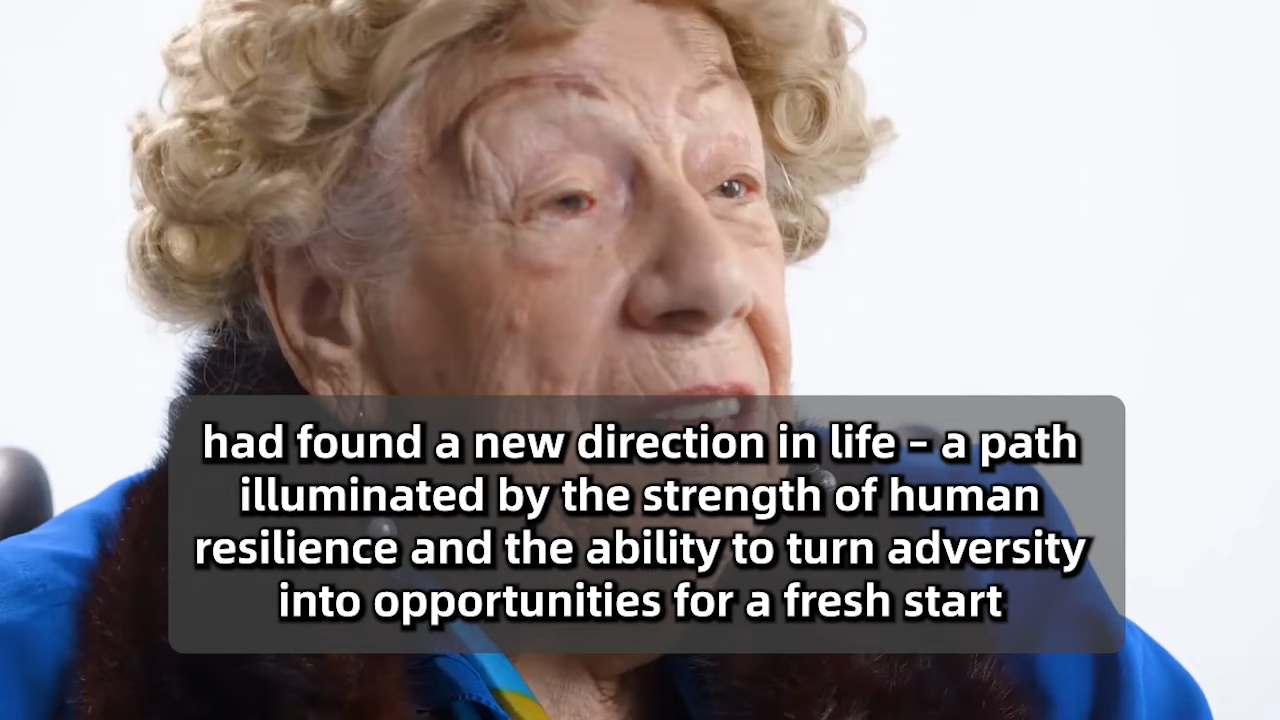 had found a new direction in life – a path
illuminated by the strength of human
resilience and the ability to turn adversity
into opportunities for a fresh start